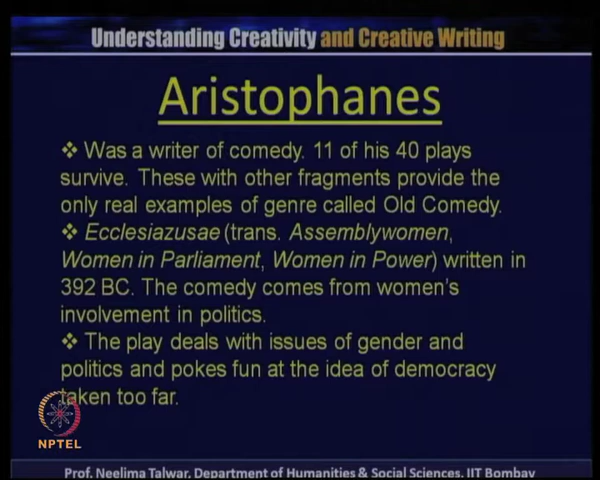 Understanding Creativity and Creative Writing
Aristophanes
❖ Was a writer of comedy. 11 of his 40 plays
survive. These with other fragments provide the
only real examples of genre called Old Comedy.
❖ Ecclesiazusae (trans. Assemblywomen,
Women in Parliament, Women in Power) written in
392 BC. The comedy comes from women's
involvement in politics.
❖ The play deals with issues of gender and
politics and pokes fun at the idea of democracy
taken too far.
NPTEL
Prof. Neelima Talwar, Department of Humanities & Social Sciences, IIT Bombay